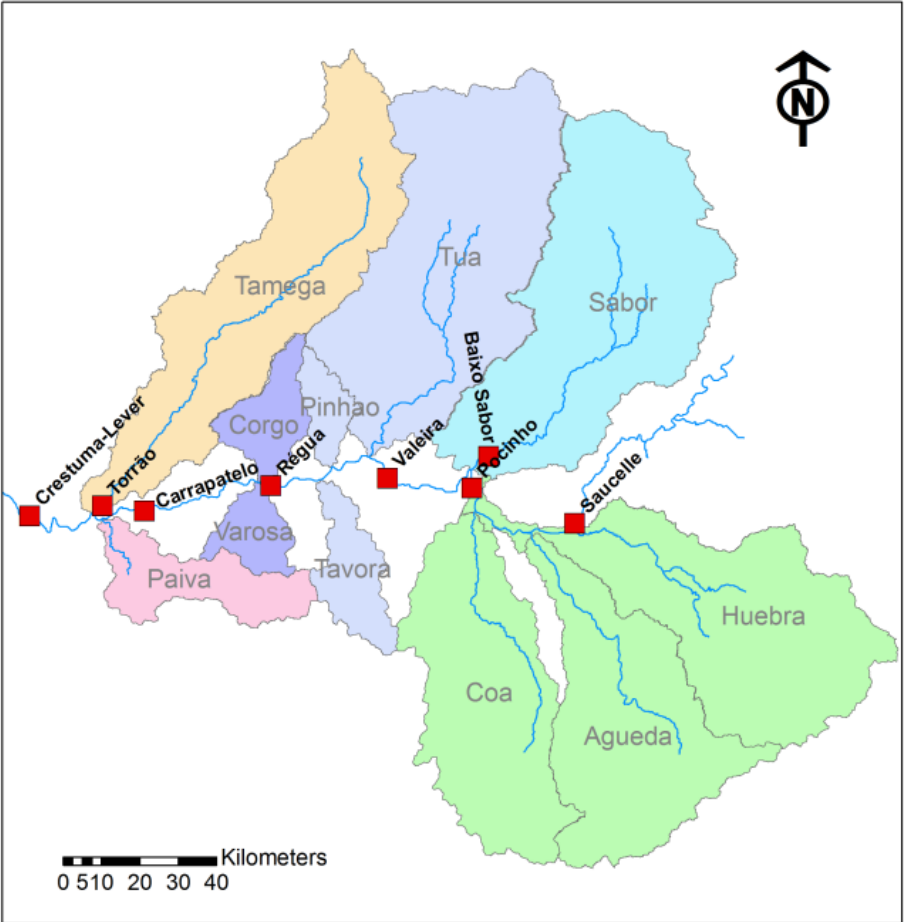 N
Tamega
Tua
Sabor
Baixo Sabor
Pinhao
Corgo
Crestuma-Lever
Torrão
Carrapatelo
Régua
Valeira
Pocinho
Saucelle
Varosa
Tavora
Paiva
Huebra
Coa
Agueda
Kilometers
0 5 10 20 30 40